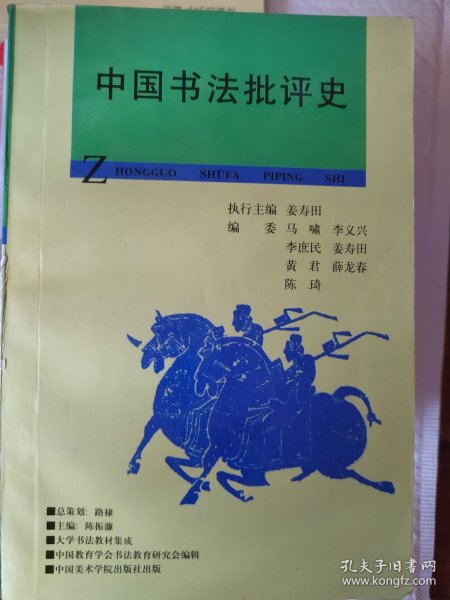 中国书法批评史
ZHONGGUO SHUFA PIPING SHI
执行主编 姜寿田
编 委 马 啸 李义兴
李庶民 姜寿田
黄 君 薛龙春
陈 琦
■总策划：路棣
■主编：陈振濂
■大学书法教材集成
■中国教育学会书法教育研究会编辑
■中国美术学院出版社出版
孔夫子旧书网